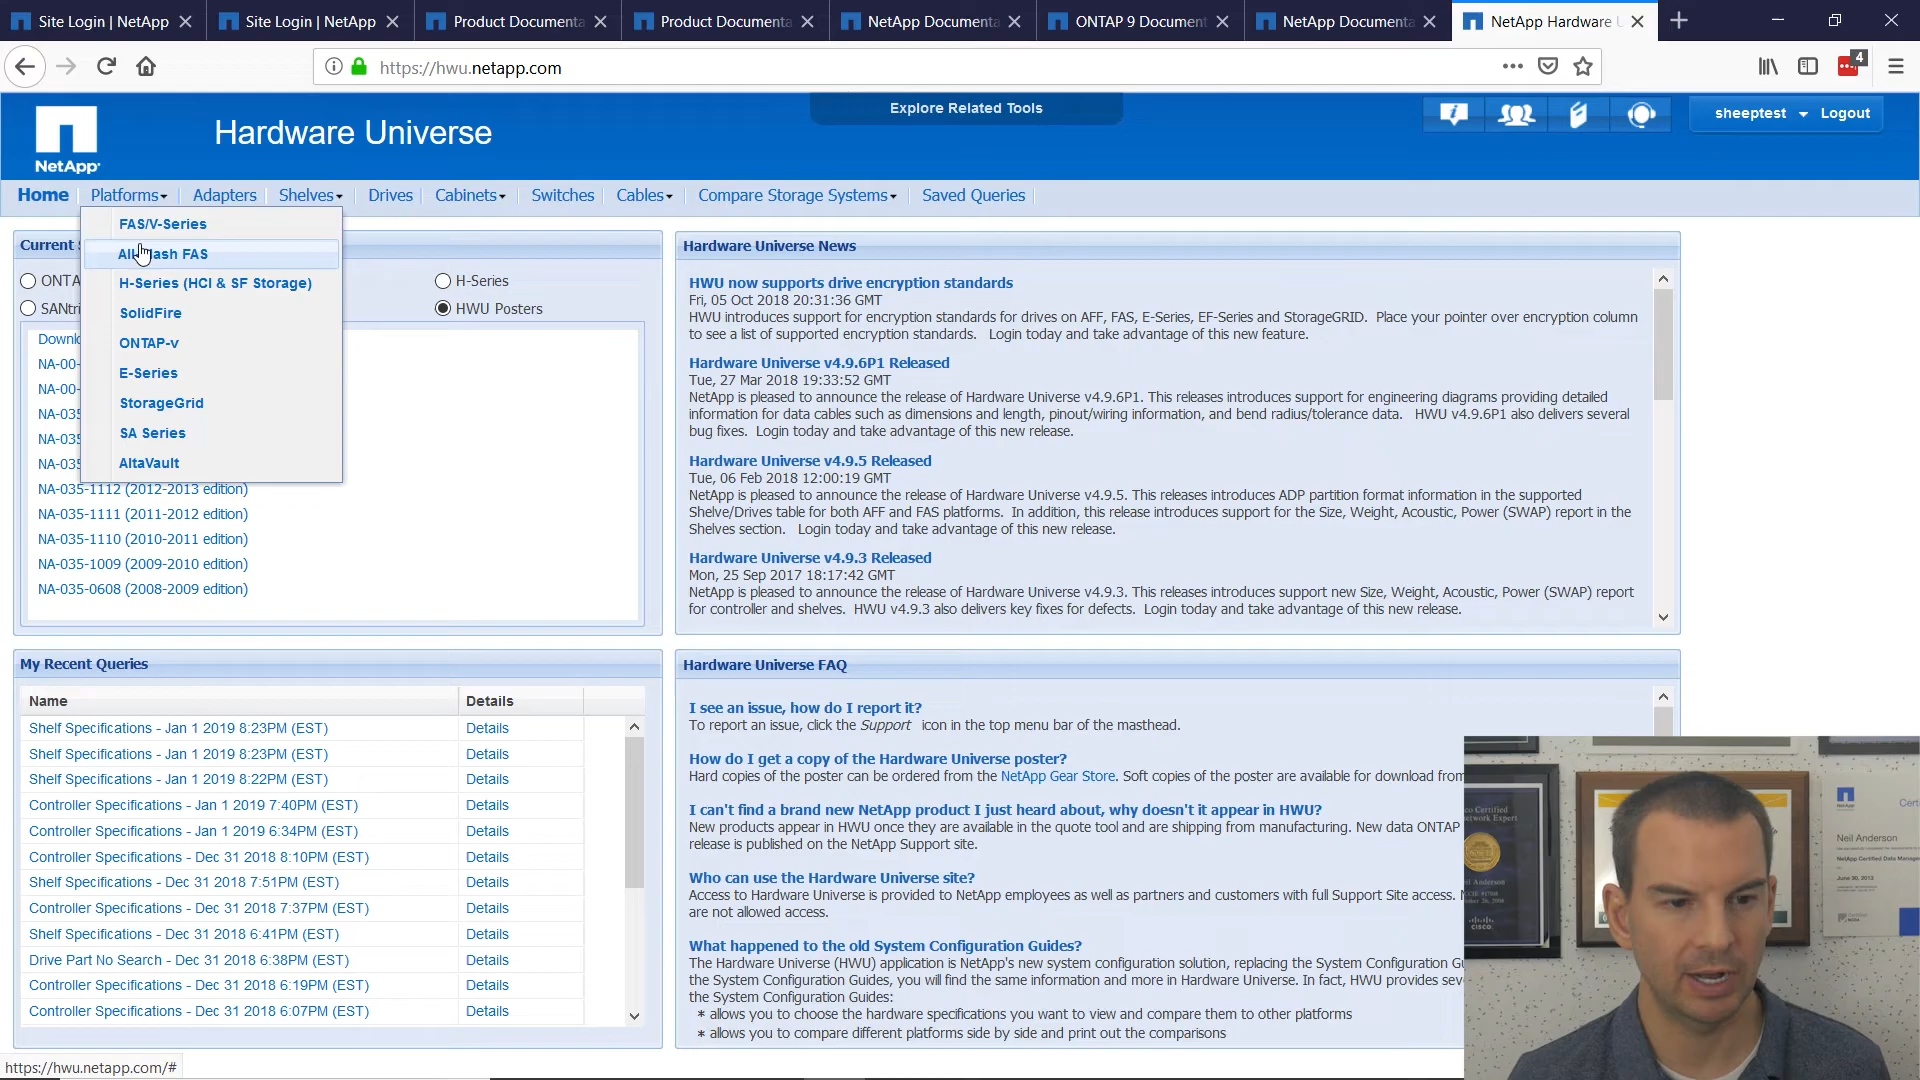 Site Login | NetApp
Site Login | NetApp
Product Documenta
Product Documenta
NetApp Documenta
ONTAP 9 Document
NetApp Documenta
NetApp Hardware U
https://hwu.netapp.com
4
Explore Related Tools
NetApp
Hardware Universe
sheeptest
Logout
Home
Platforms
Adapters
Shelves
Drives
Cabinets
Switches
Cables
Compare Storage Systems
Saved Queries
FAS/V-Series
All Flash FAS
H-Series (HCI & SF Storage)
SolidFire
ONTAP-v
E-Series
StorageGrid
SA Series
AltaVault
Current S
ONTA
H-Series
SANtri
HWU Posters
Downl
NA-00-
NA-00-
NA-035
NA-035
NA-035
NA-035-1112 (2012-2013 edition)
NA-035-1111 (2011-2012 edition)
NA-035-1110 (2010-2011 edition)
NA-035-1009 (2009-2010 edition)
NA-035-0608 (2008-2009 edition)
Hardware Universe News
HWU now supports drive encryption standards
Fri, 05 Oct 2018 20:31:36 GMT
HWU introduces support for encryption standards for drives on AFF, FAS, E-Series, EF-Series and StorageGRID. Place your pointer over encryption column
to see a list of supported encryption standards. Login today and take advantage of this new feature.
Hardware Universe v4.9.6P1 Released
Tue, 27 Mar 2018 19:33:52 GMT
NetApp is pleased to announce the release of Hardware Universe v4.9.6P1. This releases introduces support for engineering diagrams providing detailed
information for data cables such as dimensions and length, pinout/wiring information, and bend radius/tolerance data. HWU v4.9.6P1 also delivers several
bug fixes. Login today and take advantage of this new release.
Hardware Universe v4.9.5 Released
Tue, 06 Feb 2018 12:00:19 GMT
NetApp is pleased to announce the release of Hardware Universe v4.9.5. This releases introduces ADP partition format information in the supported
Shelve/Drives table for both AFF and FAS platforms. In addition, this release introduces support for the Size, Weight, Acoustic, Power (SWAP) report in the
Shelves section. Login today and take advantage of this new release.
Hardware Universe v4.9.3 Released
Mon, 25 Sep 2017 18:17:42 GMT
NetApp is pleased to announce the release of Hardware Universe v4.9.3. This releases introduces support new Size, Weight, Acoustic, Power (SWAP) report
for controller and shelves. HWU v4.9.3 also delivers key fixes for defects. Login today and take advantage of this new release.
My Recent Queries
Name
Details
Shelf Specifications - Jan 1 2019 8:23PM (EST)
Details
Shelf Specifications - Jan 1 2019 8:23PM (EST)
Details
Shelf Specifications - Jan 1 2019 8:22PM (EST)
Details
Controller Specifications - Jan 1 2019 7:40PM (EST)
Details
Controller Specifications - Jan 1 2019 6:34PM (EST)
Details
Controller Specifications - Dec 31 2018 8:10PM (EST)
Details
Shelf Specifications - Dec 31 2018 7:51PM (EST)
Details
Controller Specifications - Dec 31 2018 7:37PM (EST)
Details
Shelf Specifications - Dec 31 2018 6:41PM (EST)
Details
Drive Part No Search - Dec 31 2018 6:38PM (EST)
Details
Controller Specifications - Dec 31 2018 6:19PM (EST)
Details
Controller Specifications - Dec 31 2018 6:07PM (EST)
Details
Hardware Universe FAQ
I see an issue, how do I report it?
To report an issue, click the Support icon in the top menu bar of the masthead.
How do I get a copy of the Hardware Universe poster?
Hard copies of the poster can be ordered from the NetApp Gear Store. Soft copies of the poster are available for download from
I can't find a brand new NetApp product I just heard about, why doesn't it appear in HWU?
New products appear in HWU once they are available in the quote tool and are shipping from manufacturing. New data ONTAP
release is published on the NetApp Support site.
Who can use the Hardware Universe site?
Access to Hardware Universe is provided to NetApp employees as well as partners and customers with full Support Site access.
are not allowed access.
What happened to the old System Configuration Guides?
The Hardware Universe (HWU) application is NetApp's new system configuration solution, replacing the System Configuration Gu
the System Configuration Guides, you will find the same information and more in Hardware Universe. In fact, HWU provides sev
the System Configuration Guides:
* allows you to choose the hardware specifications you want to view and compare them to other platforms
* allows you to compare different platforms side by side and print out the comparisons
https://hwu.netapp.com/#
Neil Anderson
NetApp Certified Data Manage
June 30, 2013
CISCO